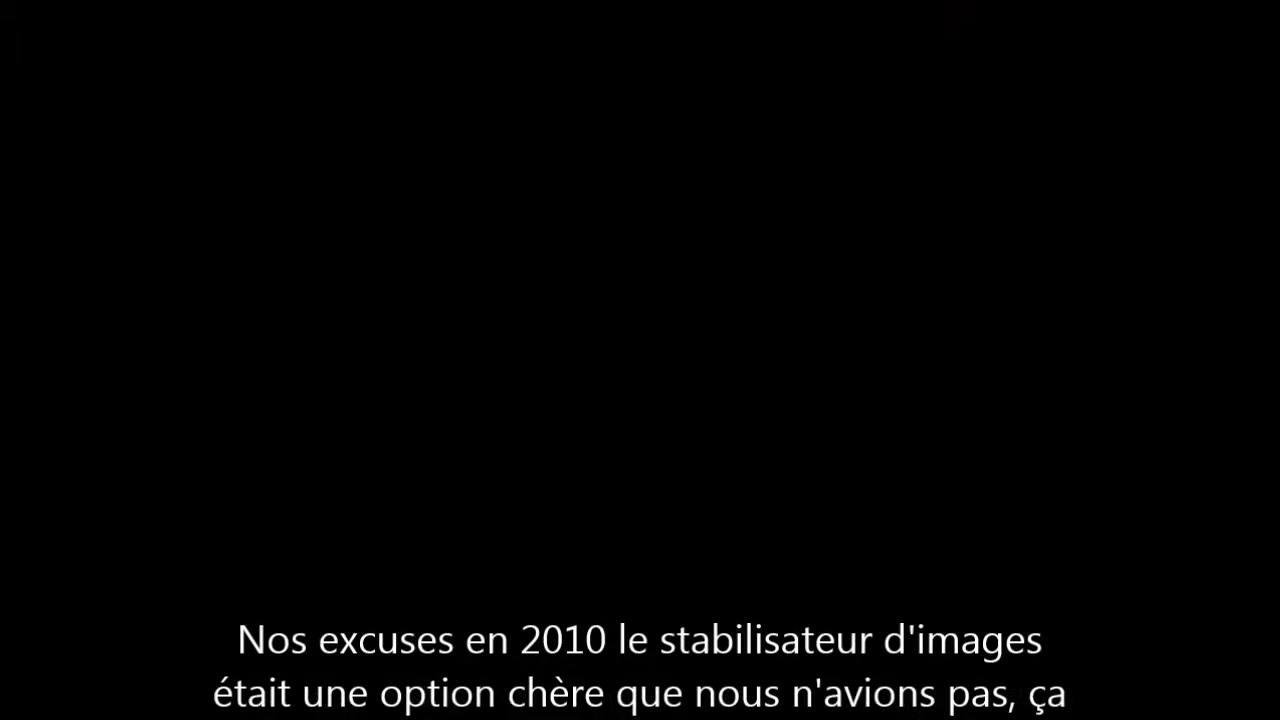 Nos excuses en 2010 le stabilisateur d'images
était une option chère que nous n'avions pas, ça